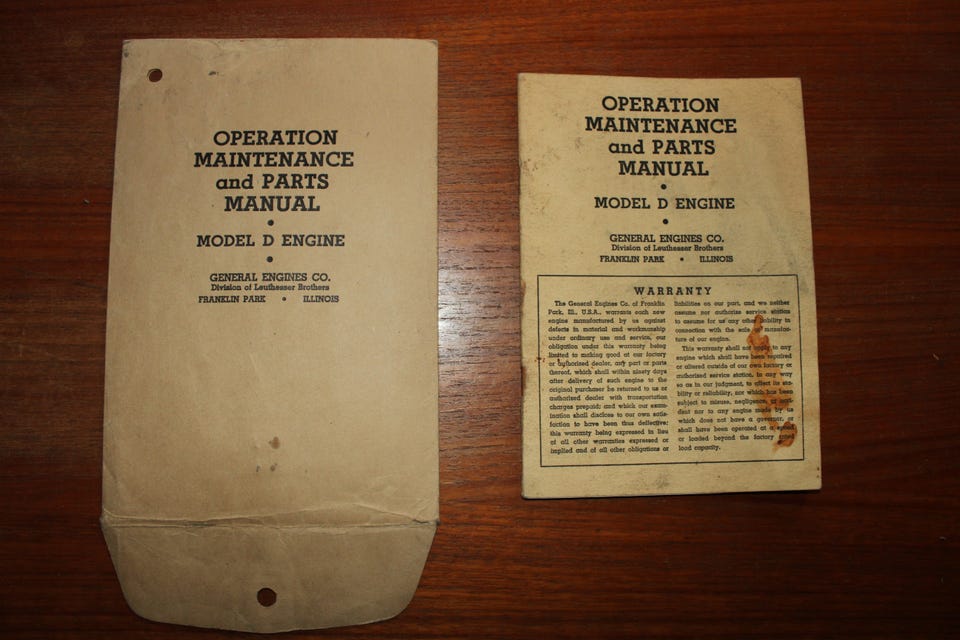 OPERATION
MAINTENANCE
and PARTS
MANUAL
•
MODEL D ENGINE
•
GENERAL ENGINES CO.
Division of Leuthesser Brothers
FRANKLIN PARK • ILLINOIS
OPERATION
MAINTENANCE
and PARTS
MANUAL
•
MODEL D ENGINE
•
GENERAL ENGINES CO.
Division of Leuthesser Brothers
FRANKLIN PARK • ILLINOIS
WARRANTY
The General Engines Co. of Franklin
Park, Ill., U.S.A., warrants each new
engine manufactured by us against
defects in material and workmanship
under ordinary use and service, our
obligation under this warranty being
limited to making good at our factory
or authorized dealer, any part or parts
thereof, which shall within ninety days
after delivery of such engine to the
original purchaser be returned to us or
authorized dealer with transportation
charges prepaid; and which our exam-
ination shall disclose to our own satis-
faction to have been thus defective;
this warranty being expressed in lieu
of all other warranties expressed or
implied and of all other obligations or
liabilities on our part, and we neither
assume nor authorize service station
to assume for us any other liability in
connection with the sale manufac-
ture of our engine.
This warranty shall not apply to any
engine which shall have been repaired
or altered outside of our own factory or
authorized service station, in any way
so as in our judgment, to affect its sta-
bility or reliability, nor which has been
subject to misuse, negligence, or acci-
dent nor to any engine made by us
which does not have a governor, or
shall have been operated at a speed
or loaded beyond the factory rated
load capacity.